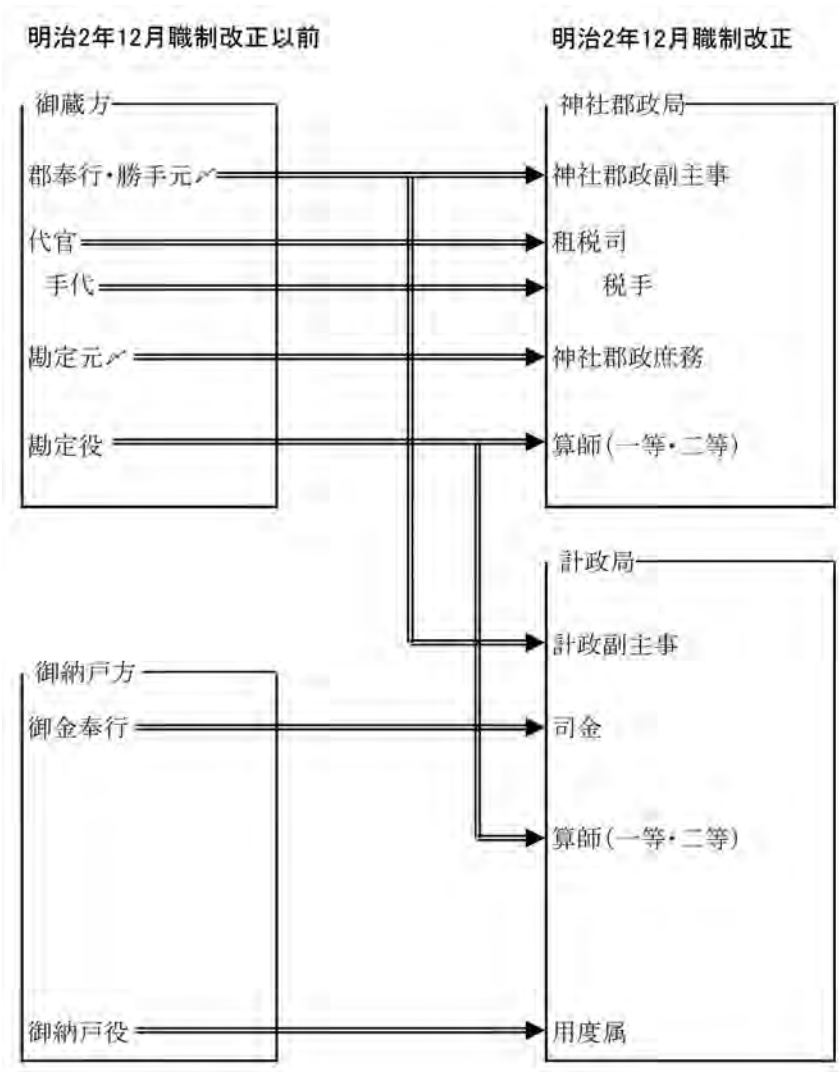 明治2年12月職制改正以前
明治2年12月職制改正
御蔵方
神社郡政局
郡奉行・勝手元〆
神社郡政副主事
代官
租税司
手代
税手
勘定元〆
神社郡政庶務
勘定役
算師(一等・二等)
計政局
計政副主事
御納戸方
御金奉行
司金
算師(一等・二等)
御納戸役
用度属